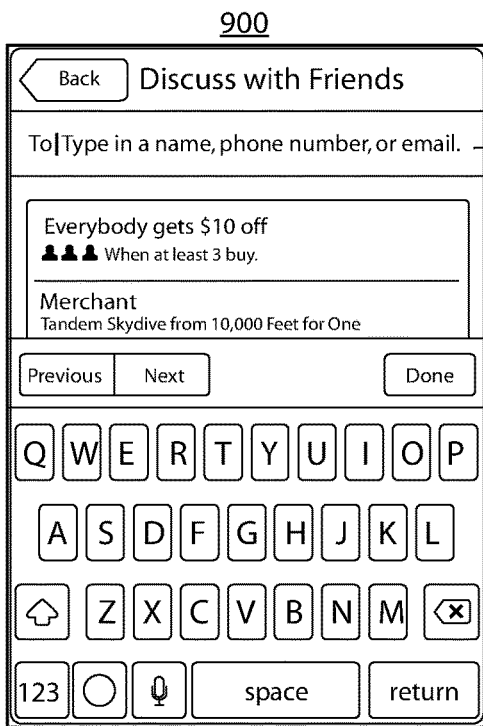 900
Back Discuss with Friends
To Type in a name, phone number, or email.
Everybody gets $10 off
When at least 3 buy.
Merchant
Tandem Skydive from 10,000 Feet for One
Previous Next Done
Q W E R T Y U I O P
A S D F G H J K L
Z X C V B N M
123 space return